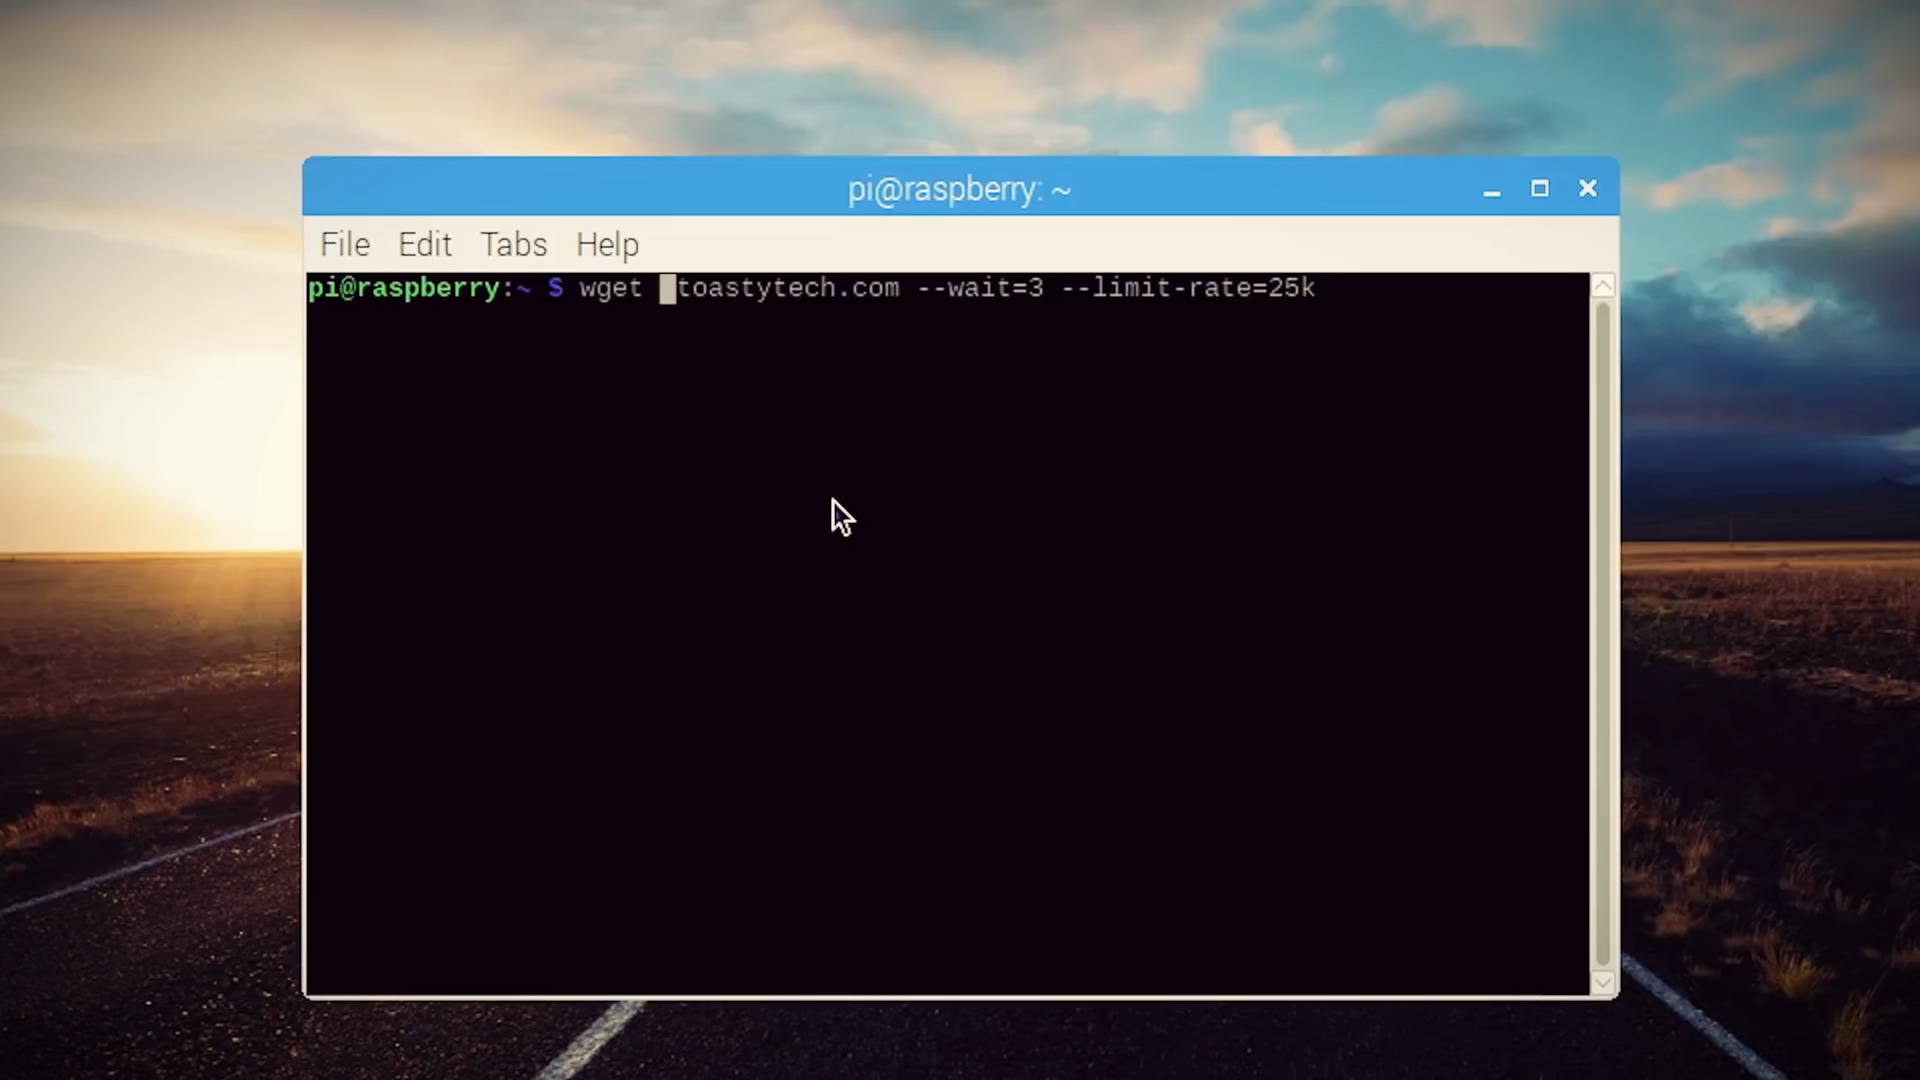 pi@raspberry: ~
File Edit Tabs Help
pi@raspberry:~ $ wget toastytech.com --wait=3 --limit-rate=25k